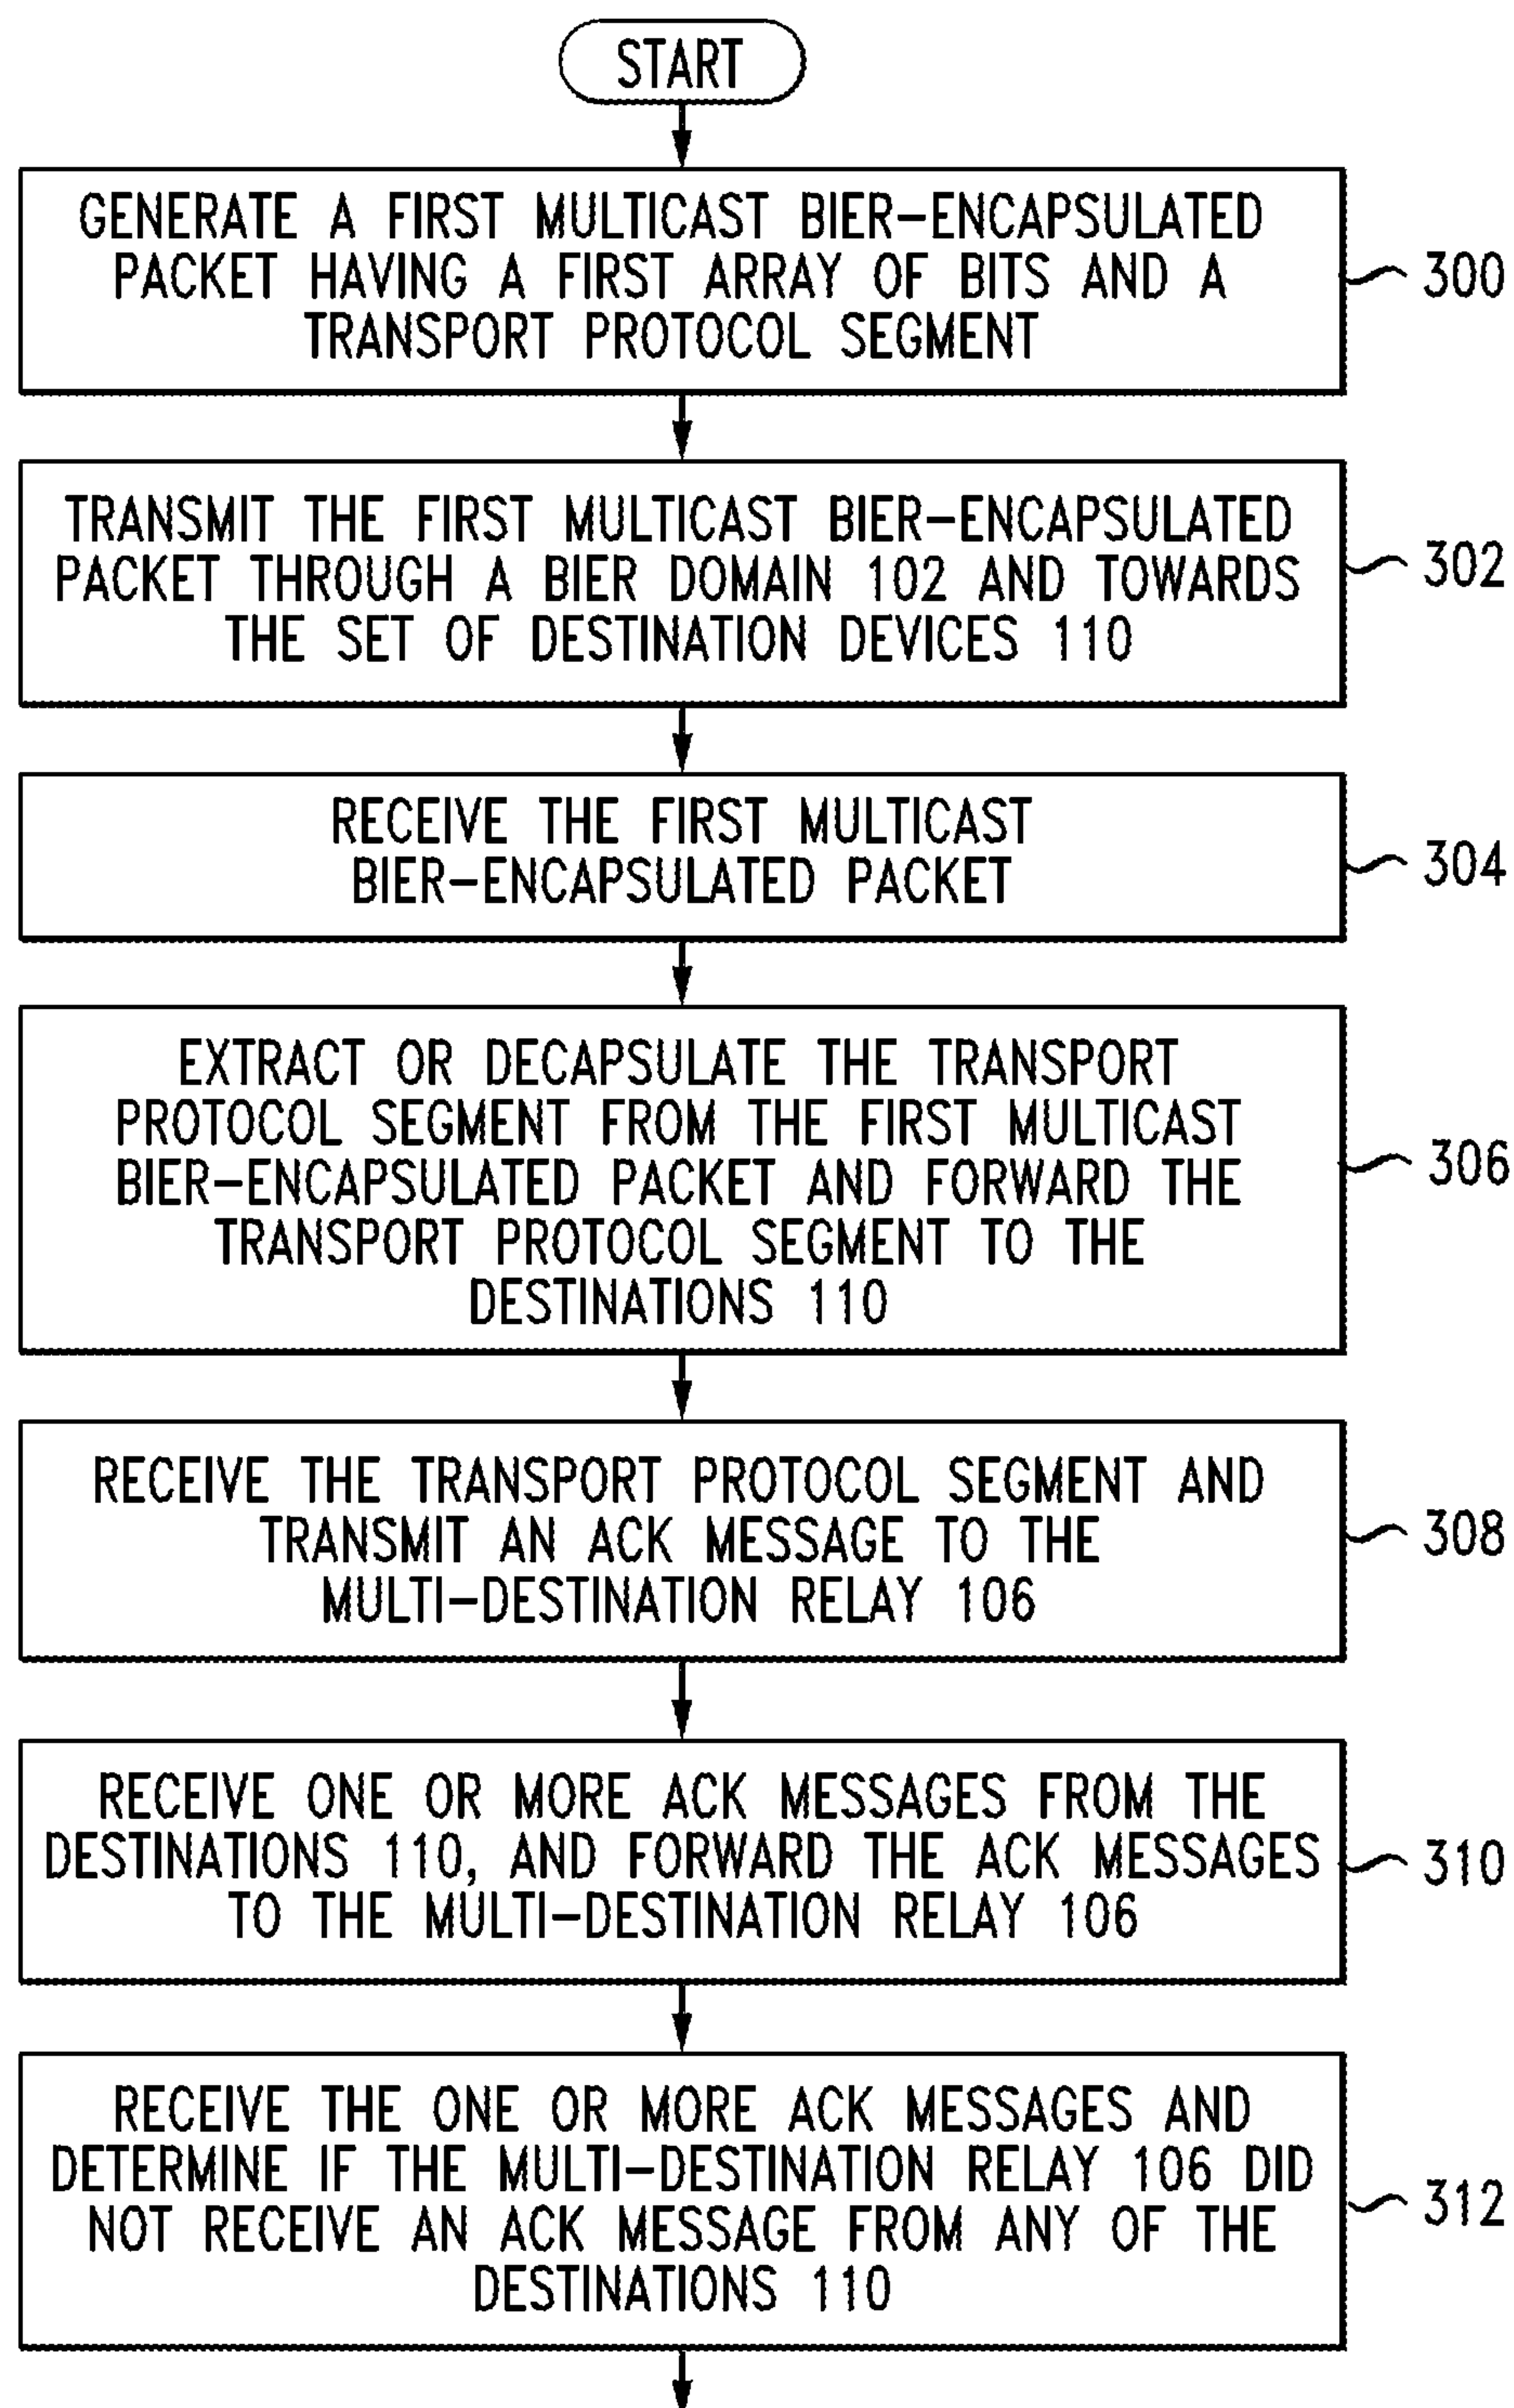 START
GENERATE A FIRST MULTICAST BIER-ENCAPSULATED
PACKET HAVING A FIRST ARRAY OF BITS AND A
TRANSPORT PROTOCOL SEGMENT
300
TRANSMIT THE FIRST MULTICAST BIER-ENCAPSULATED
PACKET THROUGH A BIER DOMAIN 102 AND TOWARDS
THE SET OF DESTINATION DEVICES 110
302
RECEIVE THE FIRST MULTICAST
BIER-ENCAPSULATED PACKET
304
EXTRACT OR DECAPSULATE THE TRANSPORT
PROTOCOL SEGMENT FROM THE FIRST MULTICAST
BIER-ENCAPSULATED PACKET AND FORWARD THE
TRANSPORT PROTOCOL SEGMENT TO THE
DESTINATIONS 110
306
RECEIVE THE TRANSPORT PROTOCOL SEGMENT AND
TRANSMIT AN ACK MESSAGE TO THE
MULTI-DESTINATION RELAY 106
308
RECEIVE ONE OR MORE ACK MESSAGES FROM THE
DESTINATIONS 110, AND FORWARD THE ACK MESSAGES
TO THE MULTI-DESTINATION RELAY 106
310
RECEIVE THE ONE OR MORE ACK MESSAGES AND
DETERMINE IF THE MULTI-DESTINATION RELAY 106 DID
NOT RECEIVE AN ACK MESSAGE FROM ANY OF THE
DESTINATIONS 110
312